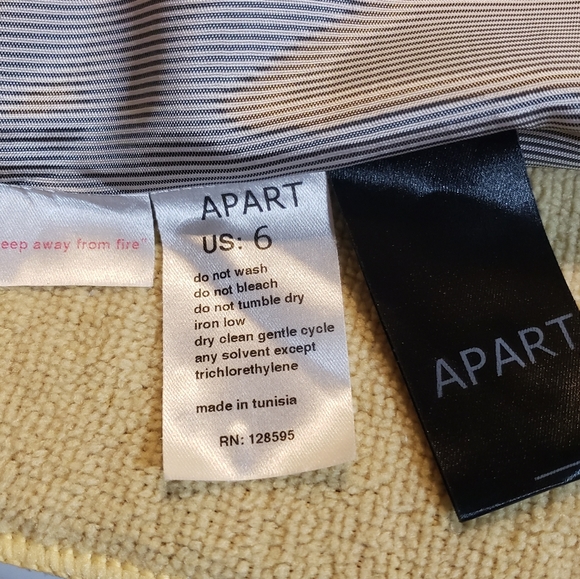 eep away from fire"
APART
US: 6
do not wash
do not bleach
do not tumble dry
iron low
dry clean gentle cycle
any solvent except
trichlorethylene
made in tunisia
RN: 128595
APART